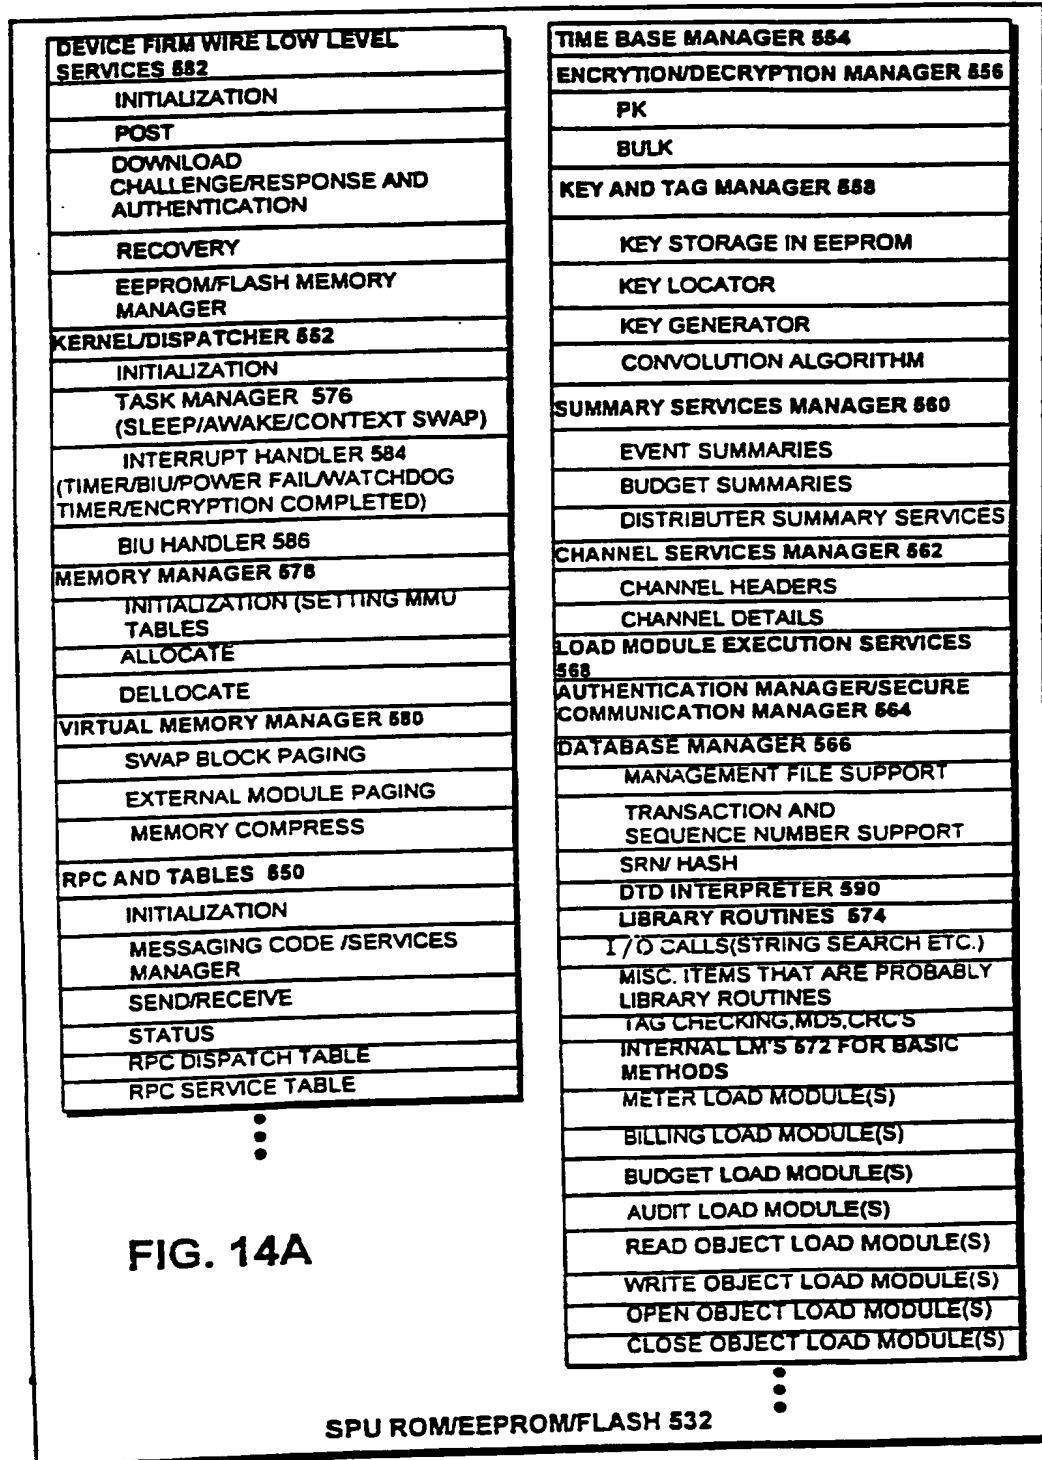 DEVICE FIRM WIRE LOW LEVEL
SERVICES 582
INITIALIZATION
POST
DOWNLOAD
CHALLENGE/RESPONSE AND
AUTHENTICATION
RECOVERY
EEPROM/FLASH MEMORY
MANAGER
KERNEL/DISPATCHER 552
INITIALIZATION
TASK MANAGER 576
(SLEEP/AWAKE/CONTEXT SWAP)
INTERRUPT HANDLER 584
(TIMER/BIU/POWER FAIL/WATCHDOG
TIMER/ENCRYPTION COMPLETED)
BIU HANDLER 586
MEMORY MANAGER 578
INITIALIZATION (SETTING MMU
TABLES
ALLOCATE
DELLOCATE
VIRTUAL MEMORY MANAGER 580
SWAP BLOCK PAGING
EXTERNAL MODULE PAGING
MEMORY COMPRESS
RPC AND TABLES 550
INITIALIZATION
MESSAGING CODE /SERVICES
MANAGER
SEND/RECEIVE
STATUS
RPC DISPATCH TABLE
RPC SERVICE TABLE
FIG. 14A
TIME BASE MANAGER 554
ENCRYTION/DECRYPTION MANAGER 556
PK
BULK
KEY AND TAG MANAGER 558
KEY STORAGE IN EEPROM
KEY LOCATOR
KEY GENERATOR
CONVOLUTION ALGORITHM
SUMMARY SERVICES MANAGER 560
EVENT SUMMARIES
BUDGET SUMMARIES
DISTRIBUTER SUMMARY SERVICES
CHANNEL SERVICES MANAGER 562
CHANNEL HEADERS
CHANNEL DETAILS
LOAD MODULE EXECUTION SERVICES
568
AUTHENTICATION MANAGER/SECURE
COMMUNICATION MANAGER 564
DATABASE MANAGER 566
MANAGEMENT FILE SUPPORT
TRANSACTION AND
SEQUENCE NUMBER SUPPORT
SRN/ HASH
DTD INTERPRETER 590
LIBRARY ROUTINES 574
I/O CALLS(STRING SEARCH ETC.)
MISC. ITEMS THAT ARE PROBABLY
LIBRARY ROUTINES
TAG CHECKING,MD5,CRC'S
INTERNAL LM'S 572 FOR BASIC
METHODS
METER LOAD MODULE(S)
BILLING LOAD MODULE(S)
BUDGET LOAD MODULE(S)
AUDIT LOAD MODULE(S)
READ OBJECT LOAD MODULE(S)
WRITE OBJECT LOAD MODULE(S)
OPEN OBJECT LOAD MODULE(S)
CLOSE OBJECT LOAD MODULE(S)
SPU ROM/EEPROM/FLASH 532